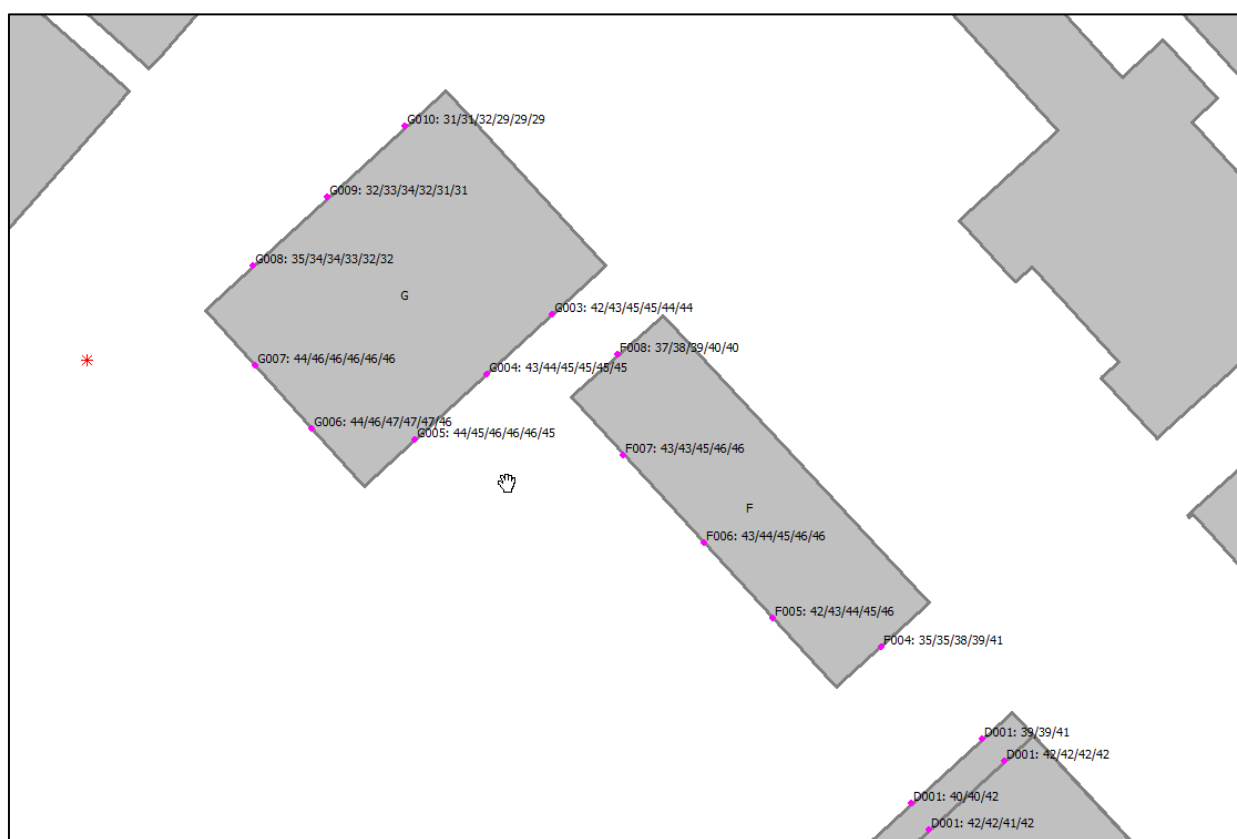 G010: 31/31/32/29/29/29
G009: 32/33/34/32/31/31
G008: 35/34/34/33/32/32
G
G003: 42/43/45/45/44/44
F008: 37/38/39/40/40
G007: 44/46/46/46/46/46
G004: 43/44/45/45/45/45
G006: 44/46/47/47/47/46
G005: 44/45/46/46/46/45
F007: 43/43/45/46/46
F
F006: 43/44/45/46/46
F005: 42/43/44/45/46
F004: 35/35/38/39/41
D001: 39/39/41
D001: 42/42/42/42
D001: 40/40/42
D001: 42/42/41/42